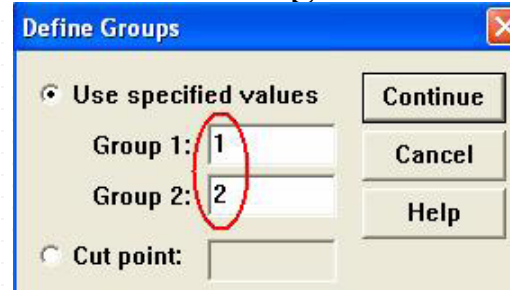 Define Groups
Use specified values
Continue
Group 1: 1
Cancel
Group 2: 2
Help
Cut point: